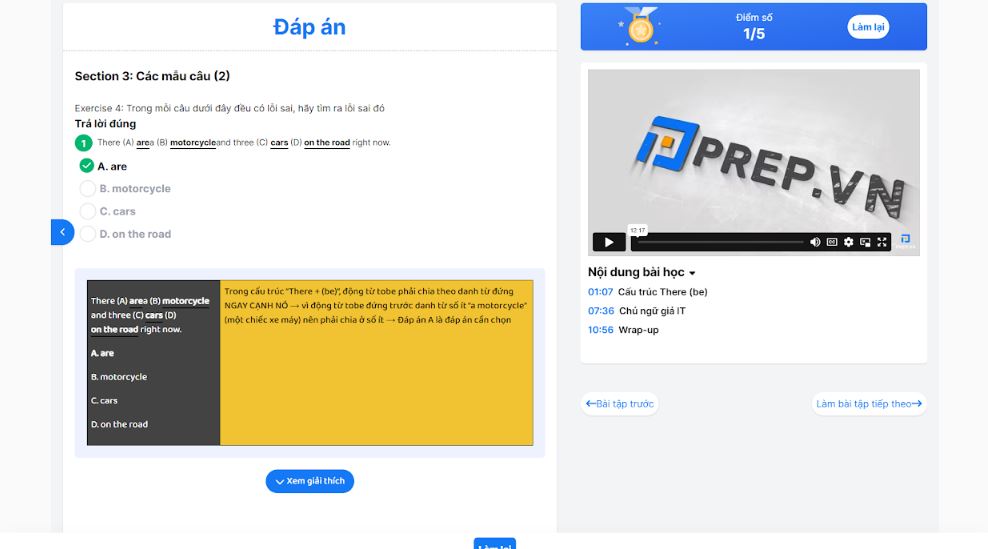 Đáp án
Section 3: Các mẫu câu (2)
Exercise 4: Trong mỗi câu dưới đây đều có lỗi sai, hãy tìm ra lỗi sai đó
Trả lời đúng
1 There (A) area (B) motorcycleand three (C) cars (D) on the road right now.
A. are
B. motorcycle
C. cars
D. on the road
There (A) area (B) motorcycle
and three (C) cars (D)
on the road right now.
A. are
B. motorcycle
C. cars
D. on the road
Trong cấu trúc "There + (be)", động từ tobe phải chia theo danh từ đứng
NGAY CẠNH NÓ → vì động từ tobe đứng trước danh từ số ít "a motorcycle"
(một chiếc xe máy) nên phải chia ở số ít → Đáp án A là đáp án cần chọn
Xem giải thích
Làm lại
Điểm số
1/5
Làm lại
PREP.VN
12:17
Nội dung bài học
01:07 Cấu trúc There (be)
07:36 Chủ ngữ giả IT
10:56 Wrap-up
←Bài tập trước
Làm bài tập tiếp theo→